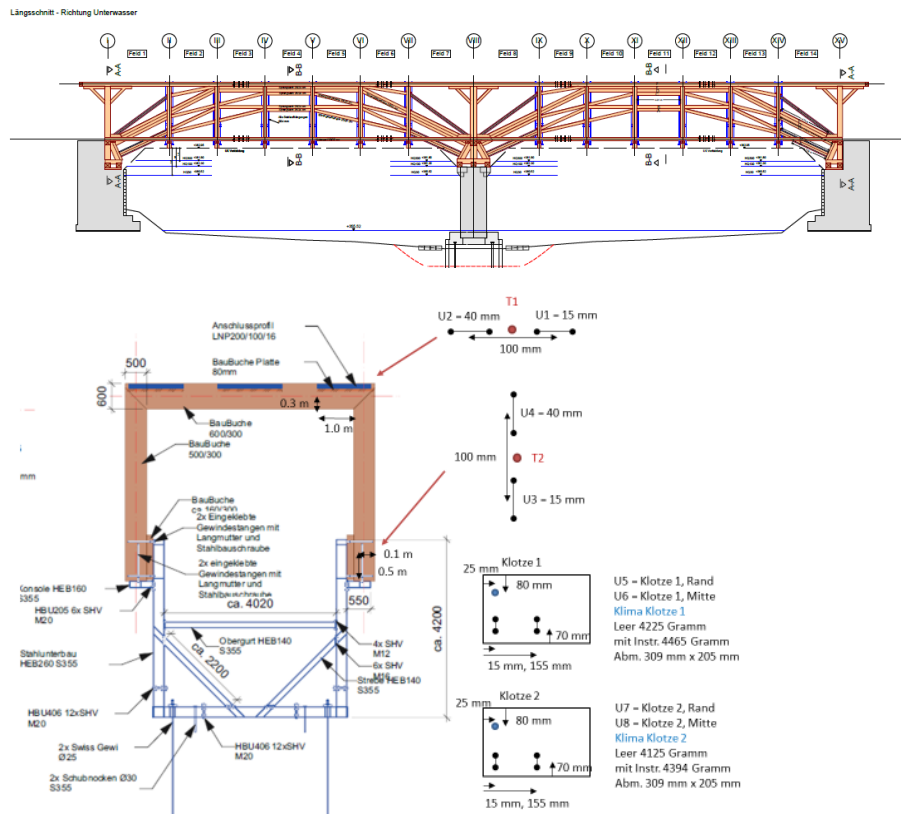 Längsschnitt - Richtung Unterwasser
I II III IV V VI VII VIII IX X XI XII XIII XIV XV
Feld 1 Feld 2 Feld 3 Feld 4 Feld 5 Feld 6 Feld 7 Feld 8 Feld 9 Feld 10 Feld 11 Feld 12 Feld 13 Feld 14
A-A B-B B-B A-A
A-A B-B B-B A-A
T1
U2 = 40 mm U1 = 15 mm
100 mm
Anschlussprofil
LNP200/100/16
BauBuche Platte
80mm
500
600
0.3 m
1.0 m
BauBuche
600/300
BauBuche
500/300
mm
U4 = 40 mm
100 mm T2
U3 = 15 mm
BauBuche
ca. 160/300
2x Eingeklebte
Gewindestangen mit
Langmutter und
Stahlbauschraube
2x eingeklebte
Gewindestangen mit
Langmutter und
Stahlbauschraube
0.1 m
0.5 m
Konsole HEB160
S355
HBU205 6x SHV
M20
ca. 4020
550
ca. 4200
Obergurt HEB140
S355
ca. 2200
4x SHV
M12
6x SHV
M16
Strebe HEB140
S355
Stahlunterbau
HEB260 S355
HBU406 12xSHV
M20
2x Swiss Gewi
Ø25
HBU406 12xSHV
M20
2x Schubnocken Ø30
S355
Klotze 1
25 mm
80 mm
70 mm
15 mm, 155 mm
U5 = Klotze 1, Rand
U6 = Klotze 1, Mitte
Klima Klotze 1
Leer 4225 Gramm
mit Instr. 4465 Gramm
Abm. 309 mm x 205 mm
Klotze 2
25 mm
80 mm
70 mm
15 mm, 155 mm
U7 = Klotze 2, Rand
U8 = Klotze 2, Mitte
Klima Klotze 2
Leer 4125 Gramm
mit Instr. 4394 Gramm
Abm. 309 mm x 205 mm